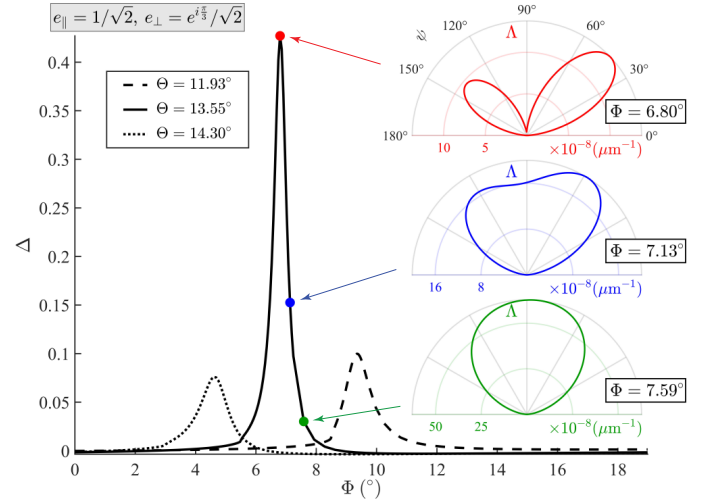 e∥ = 1/√2, e⊥ = e^{iπ/3}/√2
Θ = 11.93°
Θ = 13.55°
Θ = 14.30°
Δ
0.4
0.35
0.3
0.25
0.2
0.15
0.1
0.05
0
0 2 4 6 8 10 12 14 16 18
Φ (°)
ψ
180° 150° 120° 90° 60° 30° 0°
Λ
Φ = 6.80°
10 5 ×10⁻⁸(μm⁻¹)
Λ
Φ = 7.13°
16 8 ×10⁻⁸(μm⁻¹)
Λ
Φ = 7.59°
50 25 ×10⁻⁸(μm⁻¹)